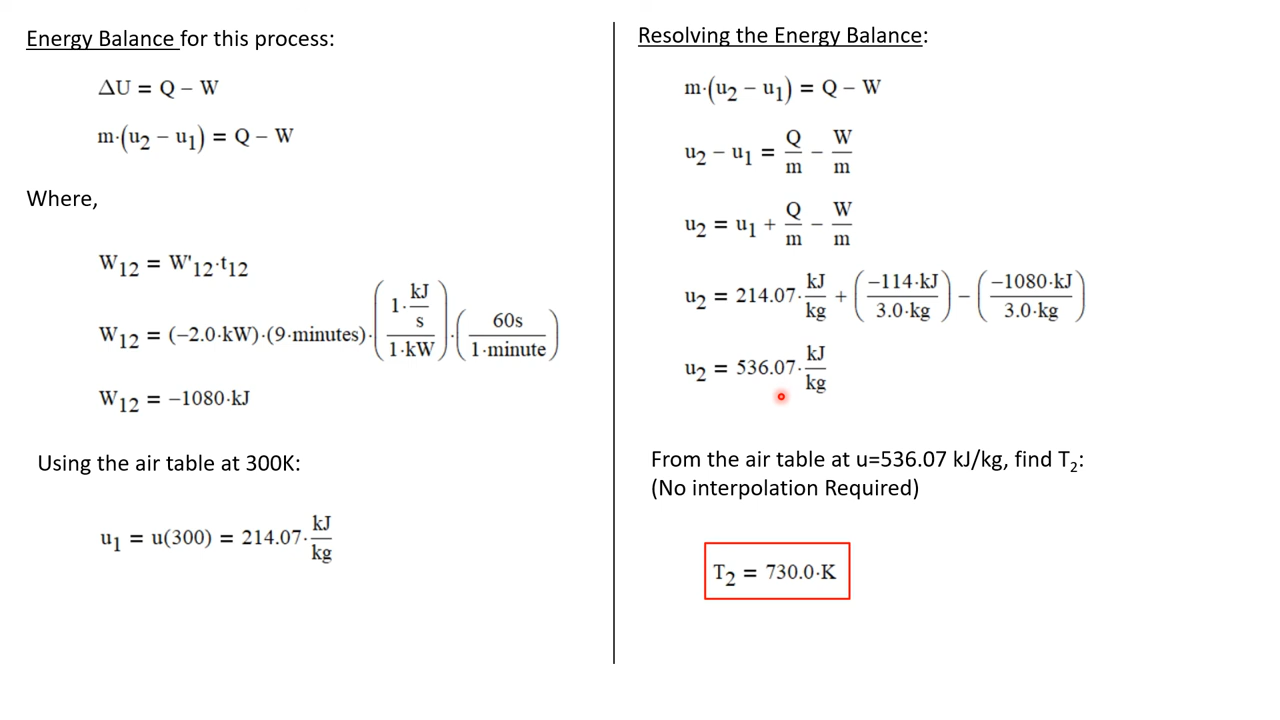 Energy Balance for this process:
ΔU = Q − W
m·(u₂ − u₁) = Q − W
Where,
W₁₂ = W'₁₂·t₁₂
W₁₂ = (−2.0·kW)·(9·minutes)·((1·kJ/s)/(1·kW))·(60s/(1·minute))
W₁₂ = −1080·kJ
Using the air table at 300K:
u₁ = u(300) = 214.07·kJ/kg
Resolving the Energy Balance:
m·(u₂ − u₁) = Q − W
u₂ − u₁ = Q/m − W/m
u₂ = u₁ + Q/m − W/m
u₂ = 214.07·kJ/kg + (−114·kJ/3.0·kg) − (−1080·kJ/3.0·kg)
u₂ = 536.07·kJ/kg
From the air table at u=536.07 kJ/kg, find T₂:
(No interpolation Required)
T₂ = 730.0·K